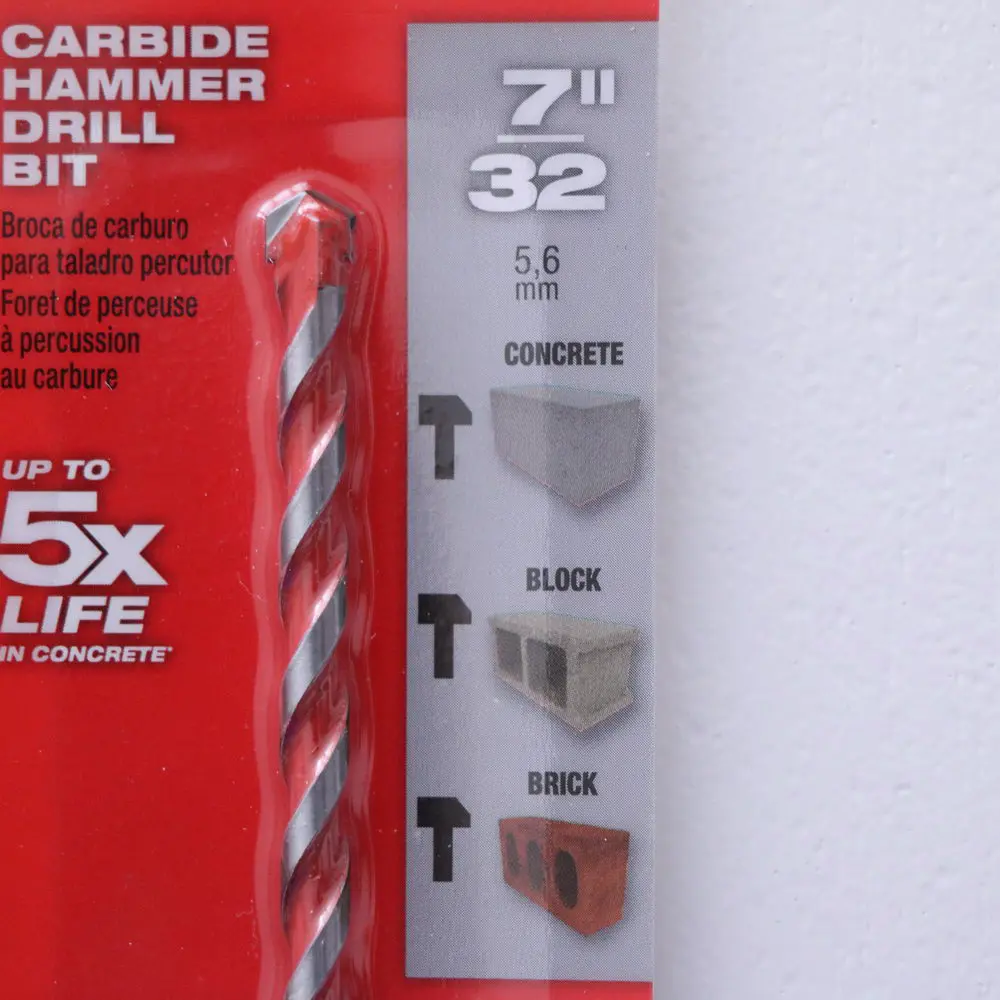 CARBIDE
HAMMER
DRILL
BIT
Broca de carburo
para taladro percutor
Foret de perceuse
à percussion
au carbure
UP TO
5X
LIFE
IN CONCRETE*
7"
32
5,6
mm
CONCRETE
BLOCK
BRICK